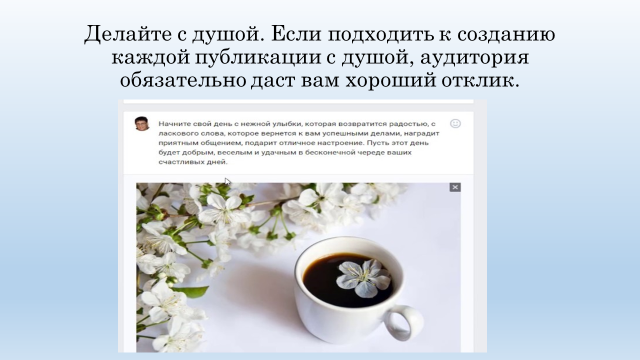 Делайте с душой. Если подходить к созданию
каждой публикации с душой, аудитория
обязательно даст вам хороший отклик.
Начните свой день с нежной улыбки, которая возвратится радостью, с
ласкового слова, которое вернется к вам успешными делами, наградит
приятным общением, подарит отличное настроение. Пусть этот день
будет добрым, веселым и удачным в бесконечной череде ваших
счастливых дней.